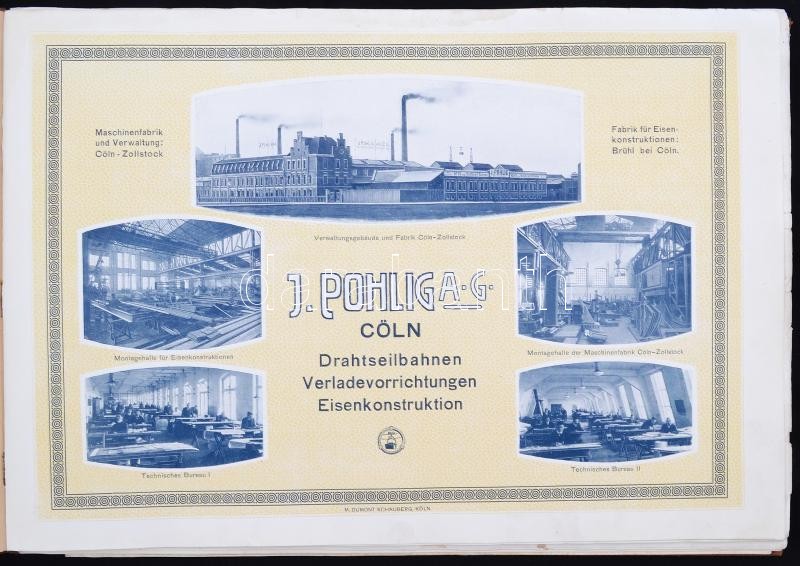 Maschinenfabrik
und Verwaltung:
Cöln-Zollstock
Fabrik für Eisen-
konstruktionen:
Brühl bei Cöln.
Verwaltungsgebäude und Fabrik Cöln-Zollstock
J. POHLIG A.-G.
CÖLN
Drahtseilbahnen
Verladevorrichtungen
Eisenkonstruktion
Montagehalle für Eisenkonstruktionen
Montagehalle der Maschinenfabrik Cöln-Zollstock
Technisches Bureau I
Technisches Bureau II
M. DUMONT SCHAUBERG, KÖLN.